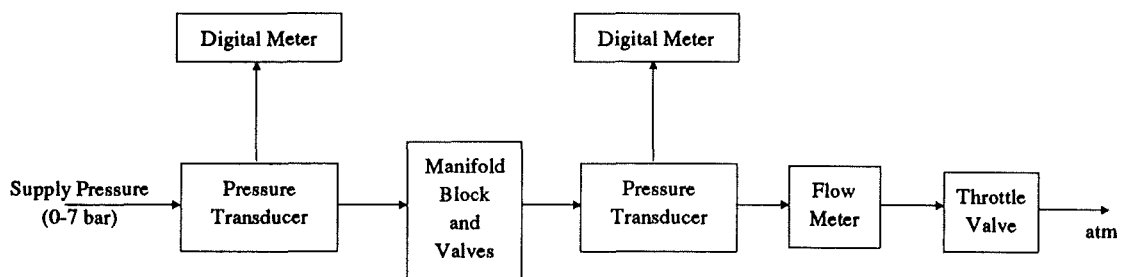 Digital Meter
Digital Meter
Supply Pressure
(0-7 bar)
Pressure
Transducer
Manifold
Block
and
Valves
Pressure
Transducer
Flow
Meter
Throttle
Valve
atm